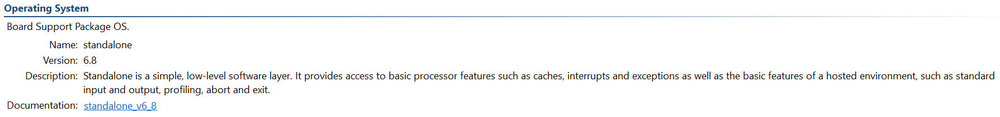 Operating System
Board Support Package OS.
Name: standalone
Version: 6.8
Description: Standalone is a simple, low-level software layer. It provides access to basic processor features such as caches, interrupts and exceptions as well as the basic features of a hosted environment, such as standard
input and output, profiling, abort and exit.
Documentation: standalone_v6_8